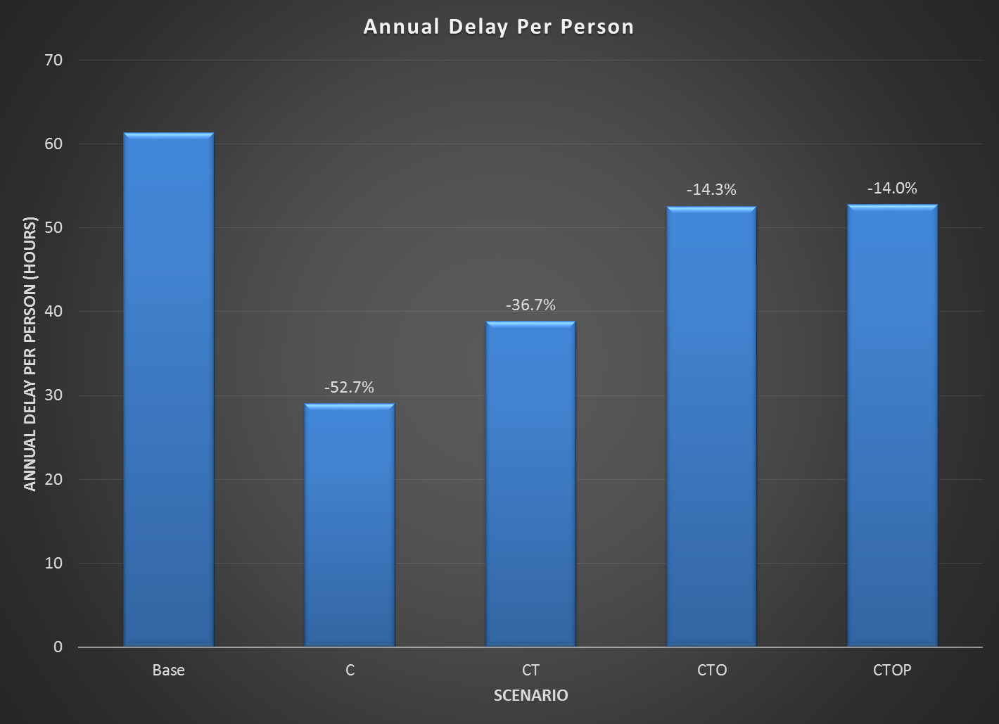 Annual Delay Per Person
ANNUAL DELAY PER PERSON (HOURS)
70
60
50
40
30
20
10
0
-52.7%
-36.7%
-14.3%
-14.0%
Base
C
CT
CTO
CTOP
SCENARIO